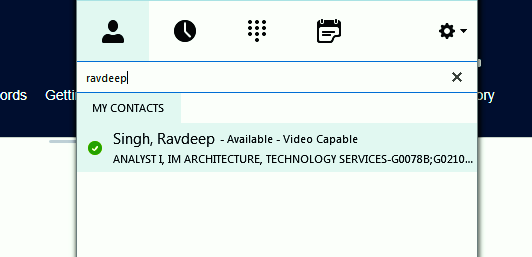 ords Getti
ory
ravdeep
MY CONTACTS
Singh, Ravdeep - Available - Video Capable
ANALYST I, IM ARCHITECTURE, TECHNOLOGY SERVICES-G0078B;G0210...